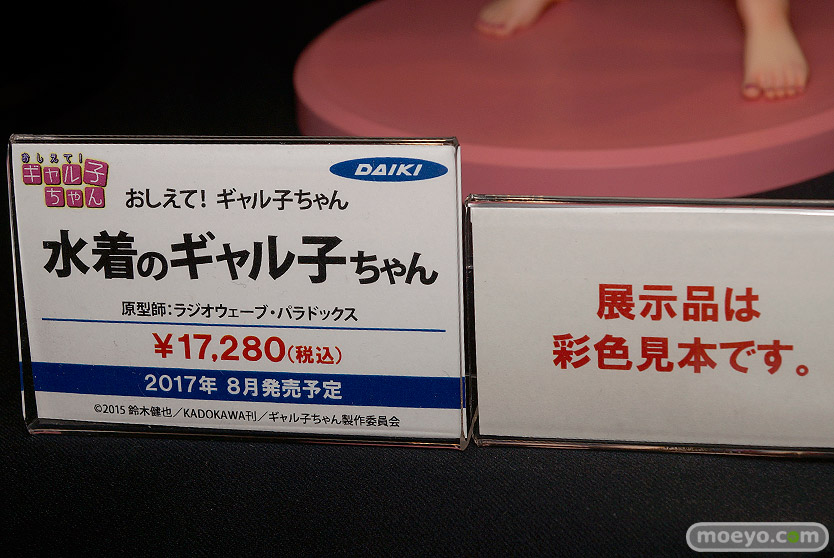 おしえて!
ギャル子
ちゃん
DAIKI
おしえて! ギャル子ちゃん
水着のギャル子ちゃん
原型師:ラジオウェーブ・パラドックス
¥17,280(税込)
2017年 8月発売予定
©2015 鈴木健也／KADOKAWA刊／ギャル子ちゃん製作委員会
展示品は
彩色見本です。
moeyo.com